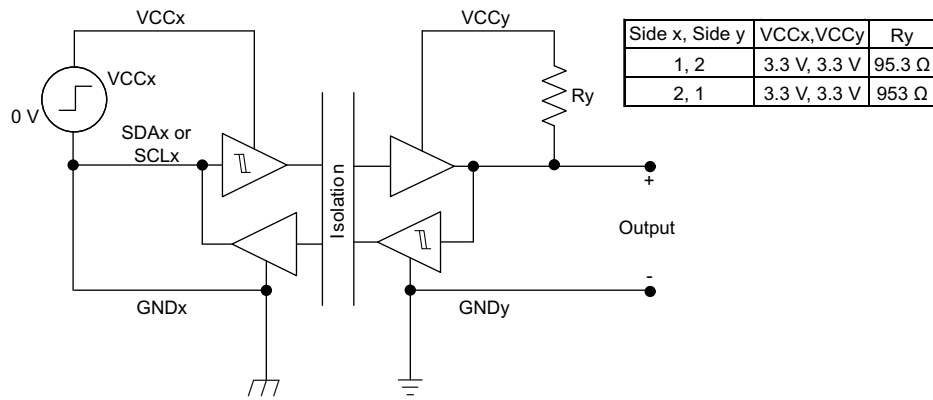 VCCx
VCCy
VCCx
0 V
SDAx or
SCLx
Isolation
Ry
+
Output
-
GNDx
GNDy
Side x, Side y VCCx,VCCy Ry
1, 2 3.3 V, 3.3 V 95.3 Ω
2, 1 3.3 V, 3.3 V 953 Ω